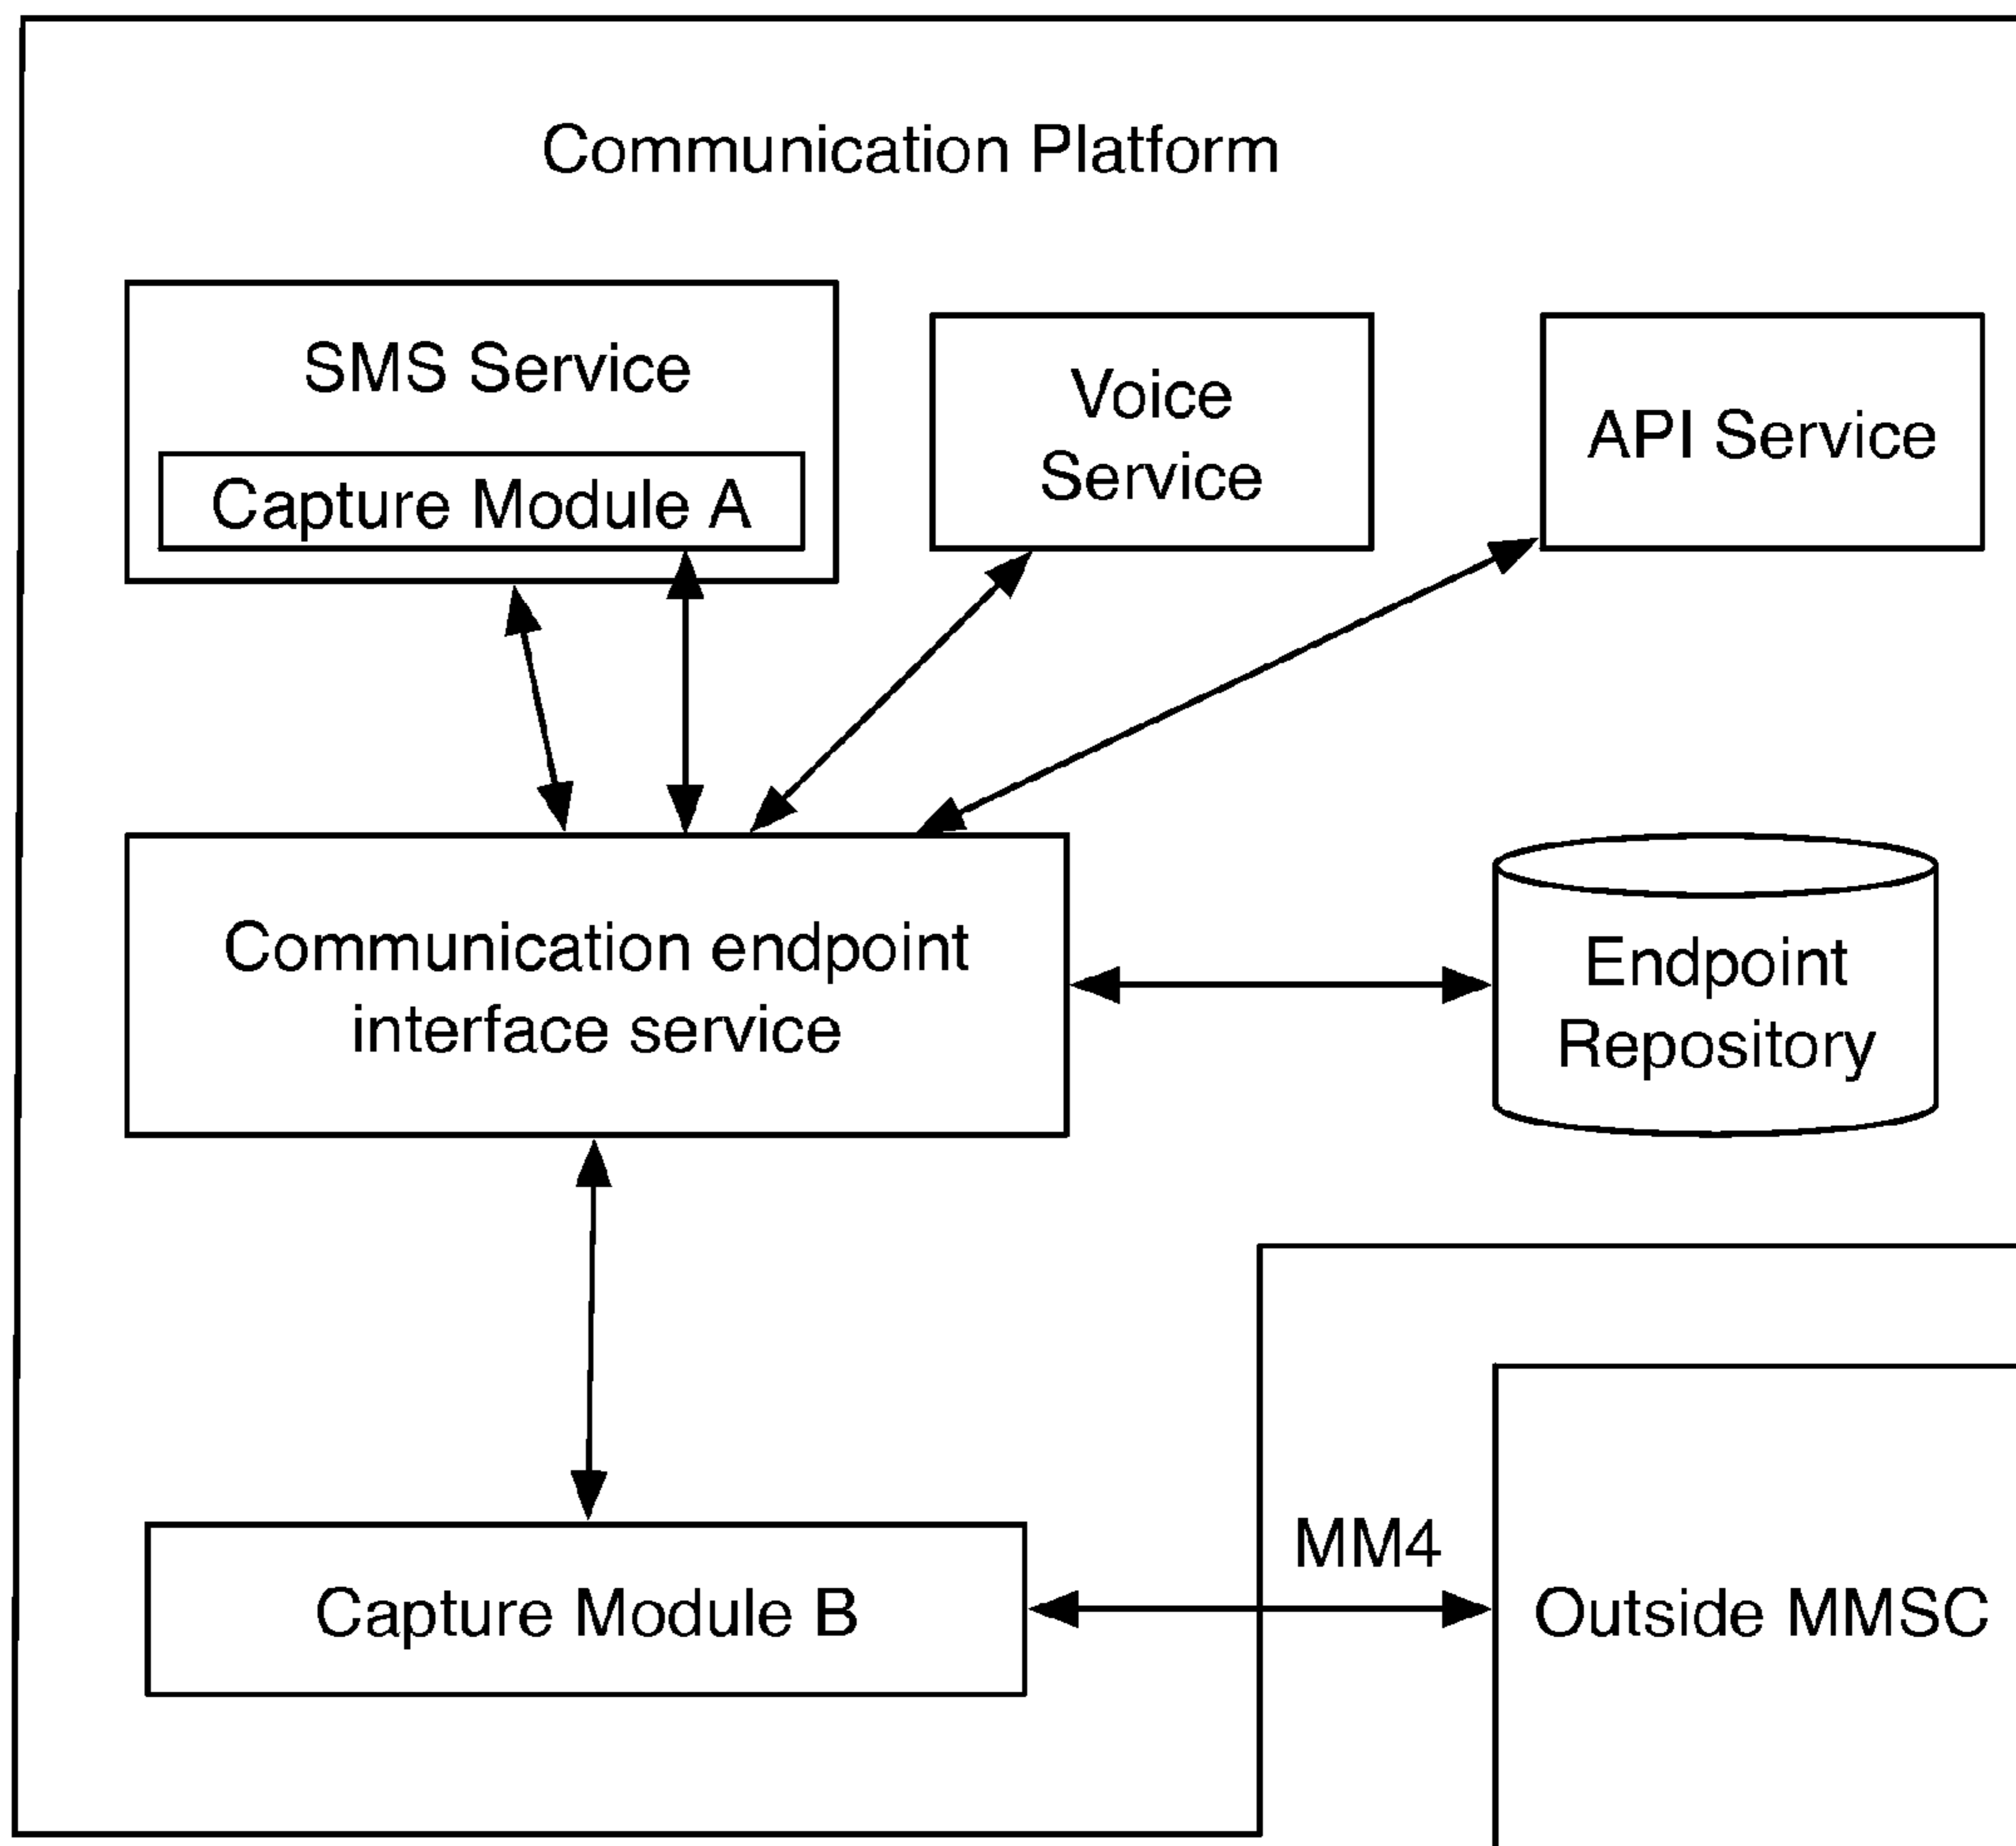 Communication Platform
SMS Service
Capture Module A
Voice
Service
API Service
Communication endpoint
interface service
Endpoint
Repository
MM4
Capture Module B
Outside MMSC